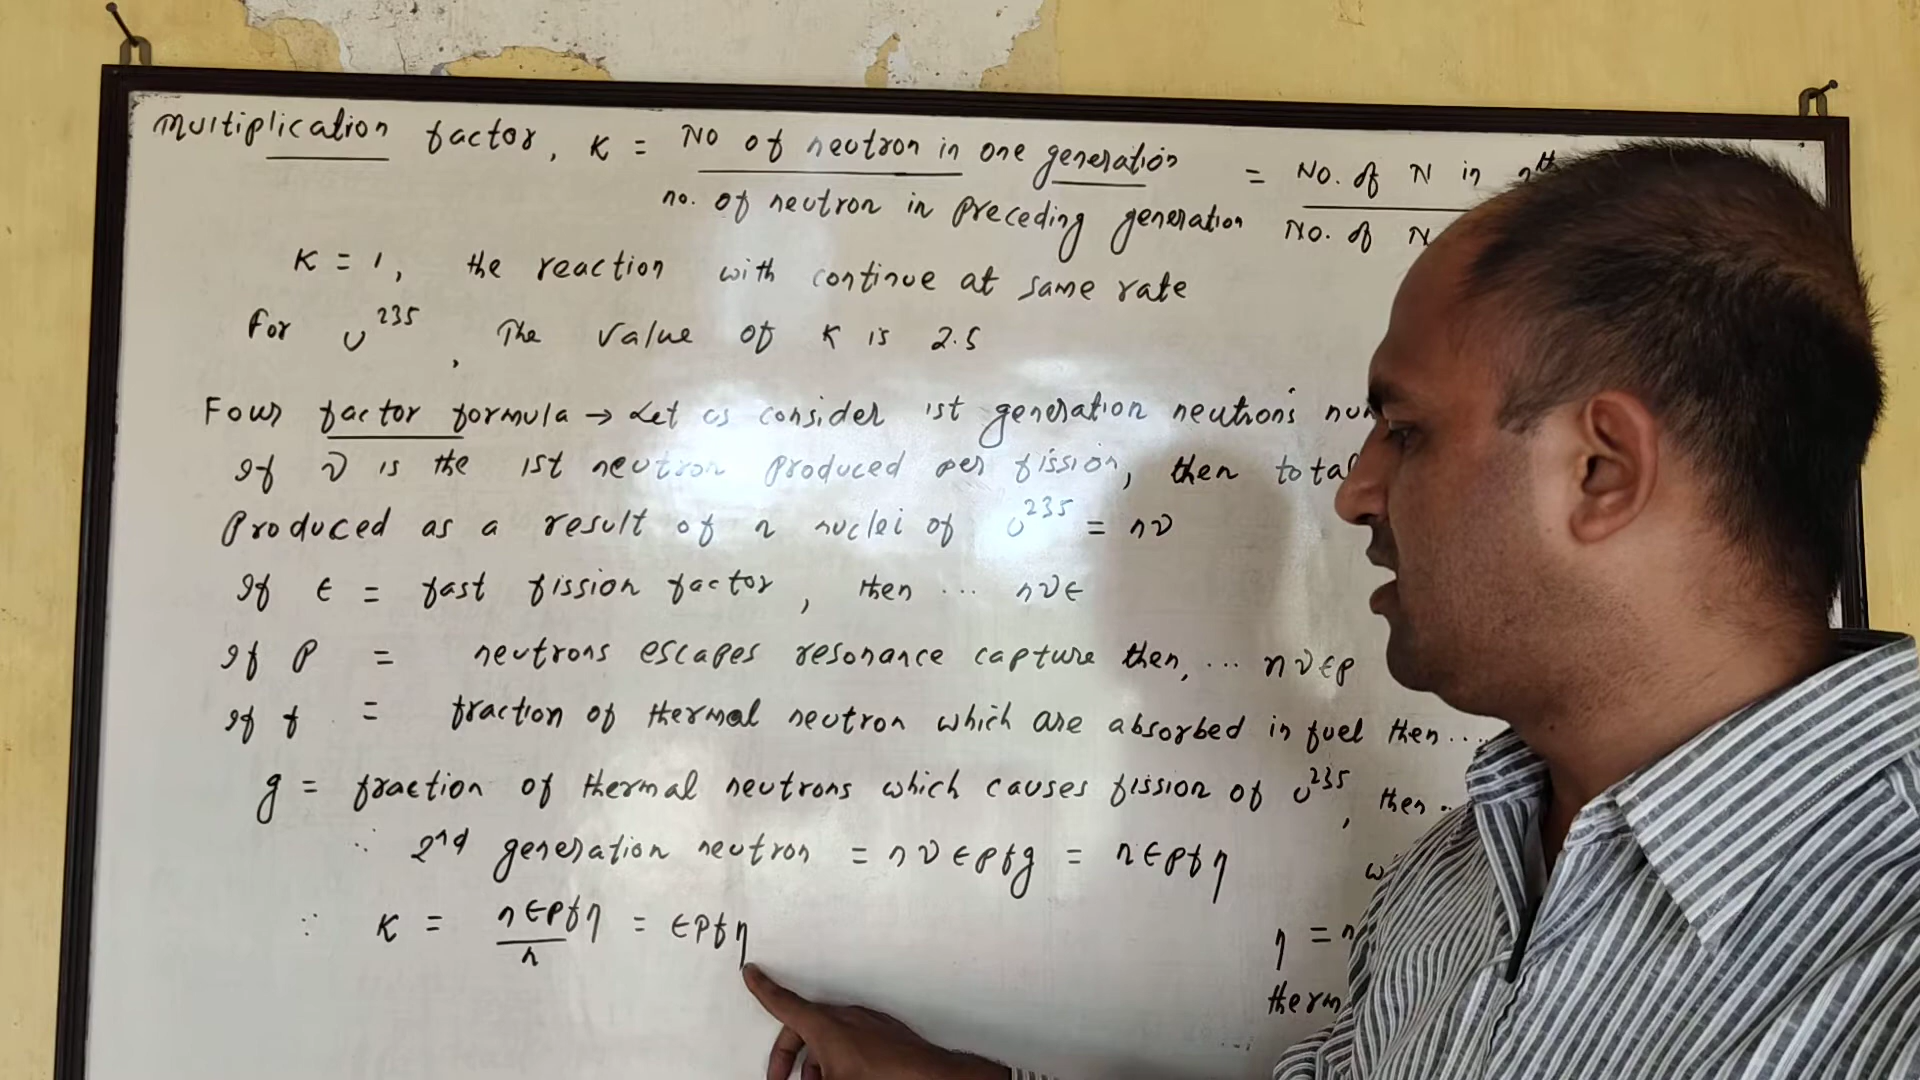 Multiplication factor, K = No of neutron in one generation / no. of neutron in preceding generation = No. of N in nth / No. of N
K = 1, the reaction with continue at same rate
For U²³⁵, The value of K is 2.5
Four factor formula → Let us consider 1st generation neutrons
If ν is the 1st neutron produced per fission, then total
Produced as a result of n nuclei of U²³⁵ = nν
If ε = fast fission factor, then ... nνε
If P = neutrons escapes resonance capture then, ... nνεp
If f = fraction of thermal neutron which are absorbed in fuel then...
g = fraction of thermal neutrons which causes fission of U²³⁵, then..
∴ 2nd generation neutron = nνεpfg = nεpfη
∵ K = nεpfη / n = εpfη
η = n